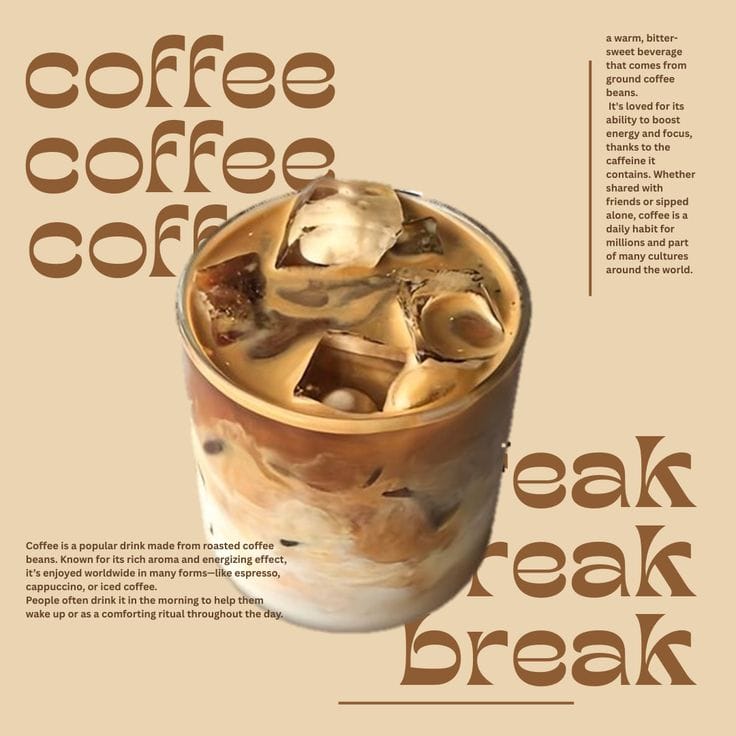 coffee
coffee
coff
a warm, bitter-
sweet beverage
that comes from
ground coffee
beans.
It's loved for its
ability to boost
energy and focus,
thanks to the
caffeine it
contains. Whether
shared with
friends or sipped
alone, coffee is a
daily habit for
millions and part
of many cultures
around the world.
eak
reak
break
Coffee is a popular drink made from roasted coffee
beans. Known for its rich aroma and energizing effect,
it's enjoyed worldwide in many forms—like espresso,
cappuccino, or iced coffee.
People often drink it in the morning to help them
wake up or as a comforting ritual throughout the day.